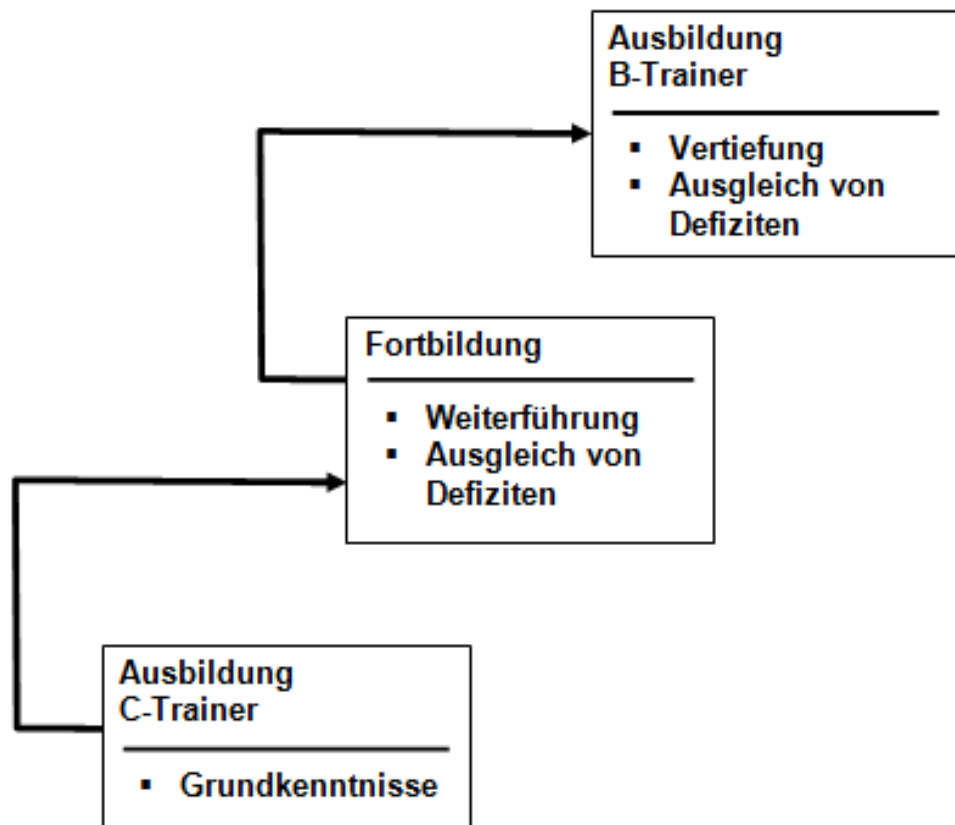 Ausbildung
B-Trainer
▪ Vertiefung
▪ Ausgleich von
Defiziten
Fortbildung
▪ Weiterführung
▪ Ausgleich von
Defiziten
Ausbildung
C-Trainer
▪ Grundkenntnisse